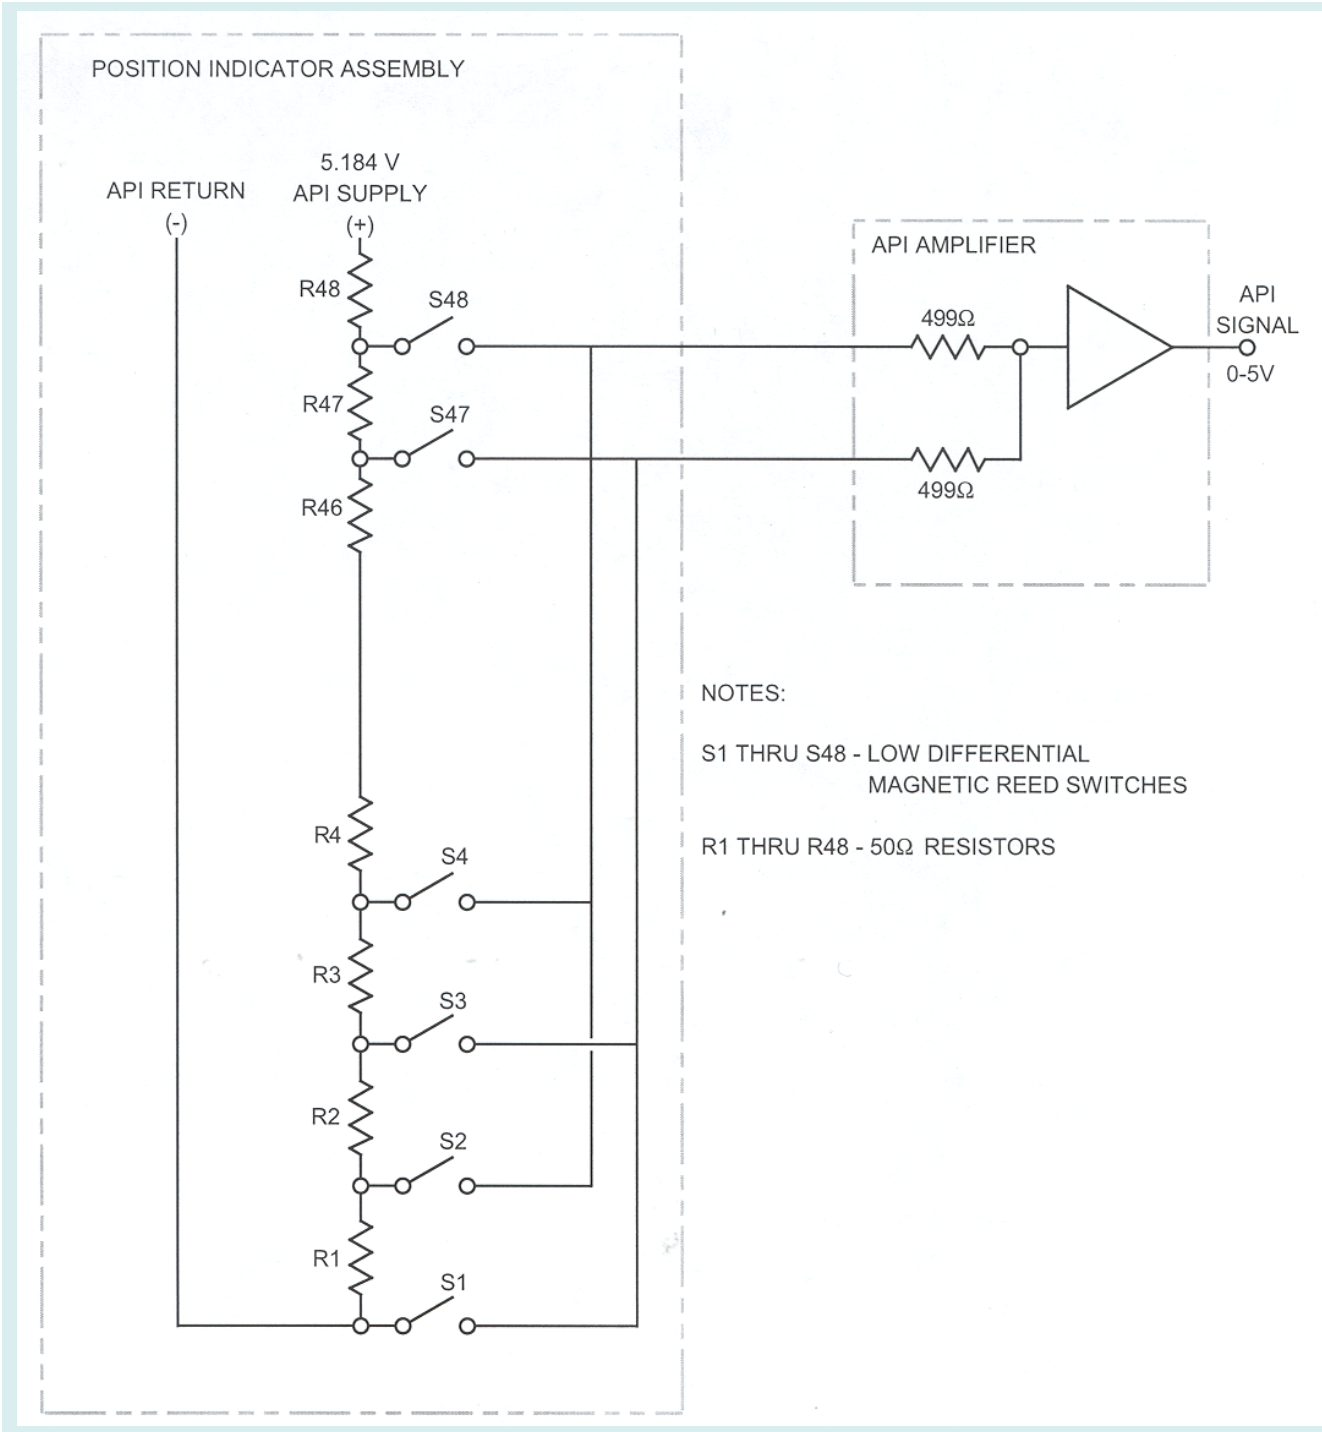 POSITION INDICATOR ASSEMBLY
5.184 V
API RETURN
API SUPPLY
(-)
(+)
R48
S48
R47
S47
R46
R4
S4
R3
S3
R2
S2
R1
S1
API AMPLIFIER
499Ω
499Ω
API
SIGNAL
0-5V
NOTES:
S1 THRU S48 - LOW DIFFERENTIAL
MAGNETIC REED SWITCHES
R1 THRU R48 - 50Ω RESISTORS